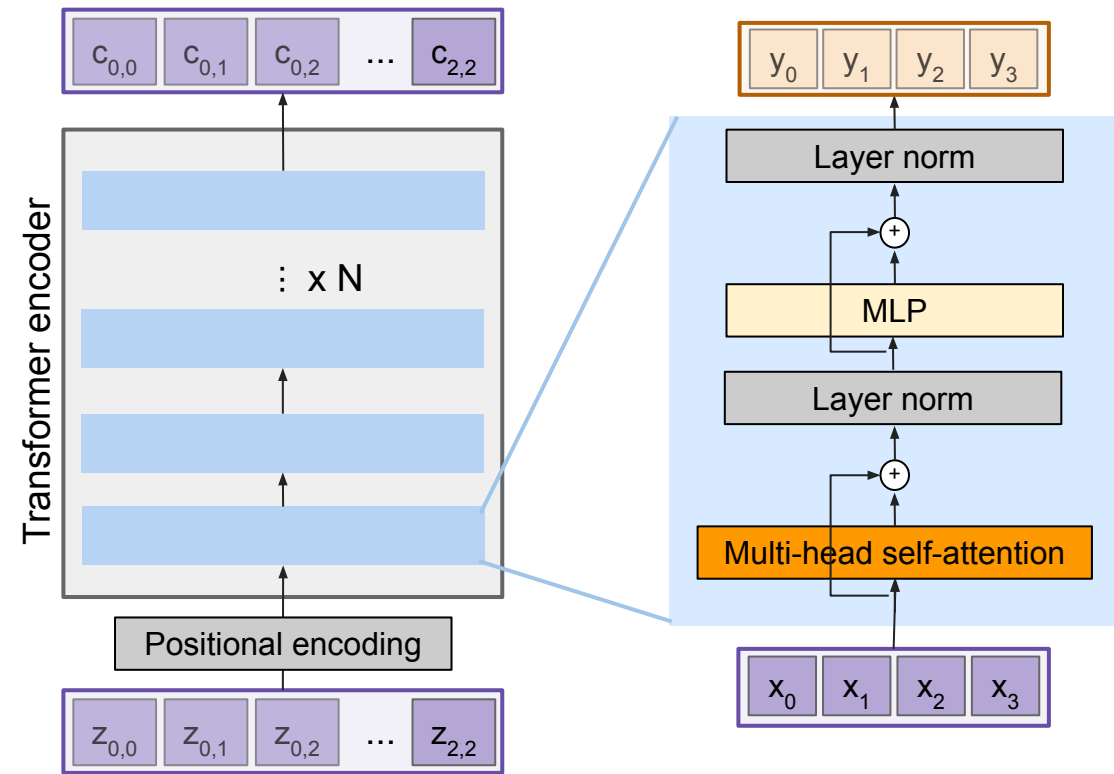 c0,0 c0,1 c0,2 ... c2,2
Transformer encoder
⋮ x N
Positional encoding
z0,0 z0,1 z0,2 ... z2,2
y0 y1 y2 y3
Layer norm
+
MLP
Layer norm
+
Multi-head self-attention
x0 x1 x2 x3